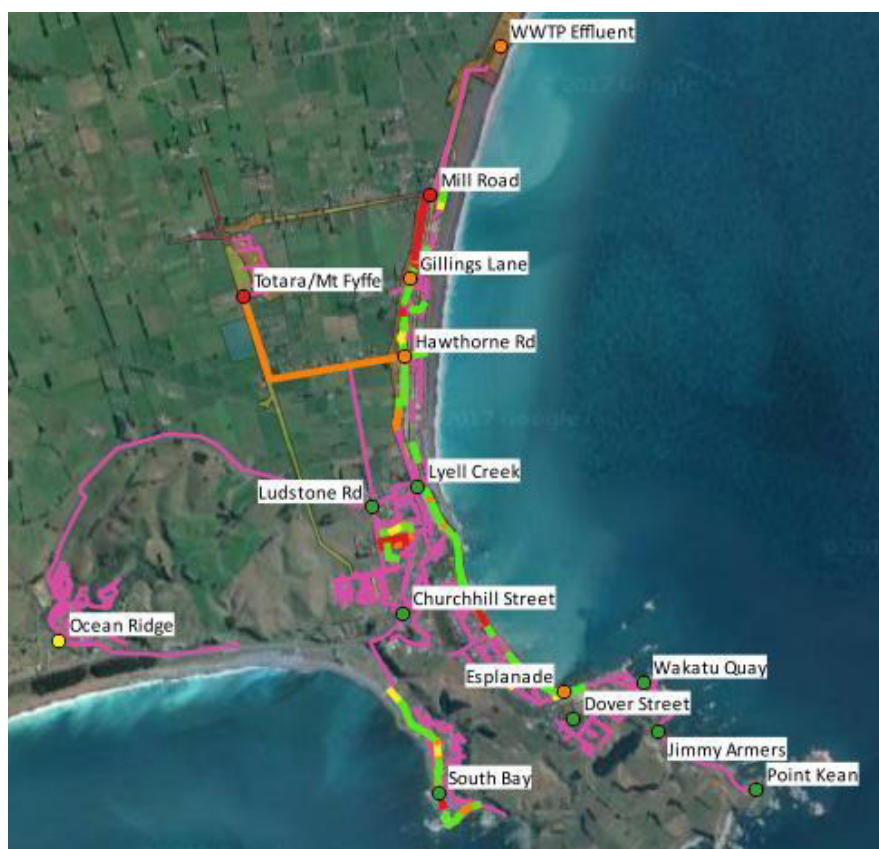 WWTP Effluent
Mill Road
Totara/Mt Fyffe
Gillings Lane
Hawthorne Rd
Lyell Creek
Ludstone Rd
Churchhill Street
Ocean Ridge
Esplanade
Wakatu Quay
Dover Street
Jimmy Armers
Point Kean
South Bay